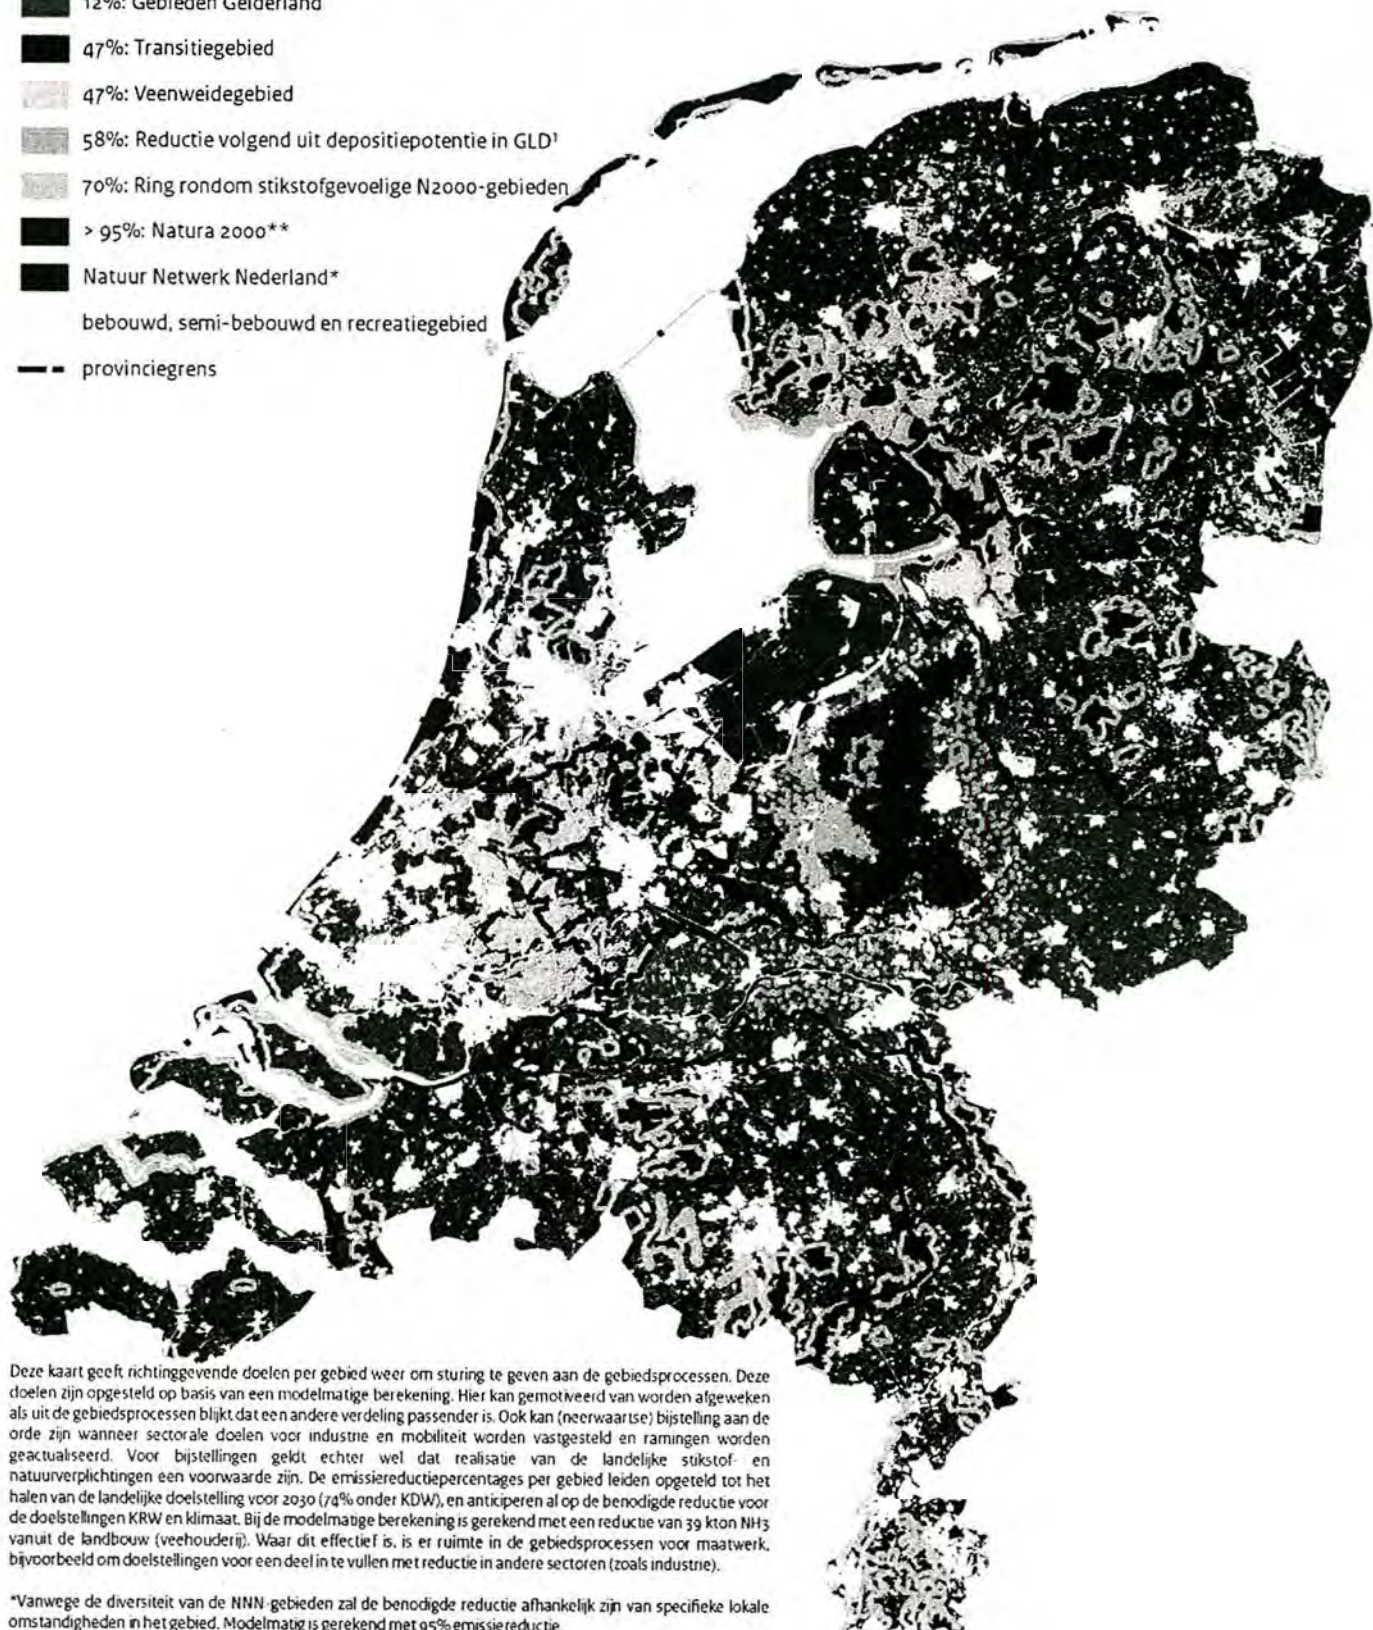 12%: Gebieden Gelderland
47%: Transitiegebied
47%: Veenweidegebied
58%: Reductie volgend uit depositiepotentie in GLD¹
70%: Ring rondom stikstofgevoelige N2000-gebieden
> 95%: Natura 2000**
Natuur Netwerk Nederland*
bebouwd, semi-bebouwd en recreatiegebied
provinciegrens
Deze kaart geeft richtinggevende doelen per gebied weer om sturing te geven aan de gebiedsprocessen. Deze
doelen zijn opgesteld op basis van een modelmatige berekening. Hier kan gemotiveerd van worden afgeweken
als uit de gebiedsprocessen blijkt dat een andere verdeling passender is. Ook kan (neerwaartse) bijstelling aan de
orde zijn wanneer sectorale doelen voor industrie en mobiliteit worden vastgesteld en ramingen worden
geactualiseerd. Voor bijstellingen geldt echter wel dat realisatie van de landelijke stikstof- en
natuurverplichtingen een voorwaarde zijn. De emissiereductiepercentages per gebied leiden opgeteld tot het
halen van de landelijke doelstelling voor 2030 (74% onder KDW), en anticiperen al op de benodigde reductie voor
de doelstellingen KRW en klimaat. Bij de modelmatige berekening is gerekend met een reductie van 39 kton NH3
vanuit de landbouw (veehouderij). Waar dit effectief is, is er ruimte in de gebiedsprocessen voor maatwerk,
bijvoorbeeld om doelstellingen voor een deel in te vullen met reductie in andere sectoren (zoals industrie).
*Vanwege de diversiteit van de NNN-gebieden zal de benodigde reductie afhankelijk zijn van specifieke lokale
omstandigheden in het gebied. Modelmatig is gerekend met 95% emissiereductie.